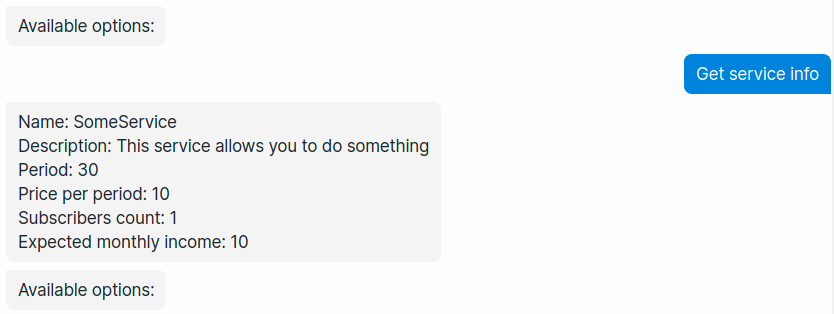 Available options:
Get service info
Name: SomeService
Description: This service allows you to do something
Period: 30
Price per period: 10
Subscribers count: 1
Expected monthly income: 10
Available options: